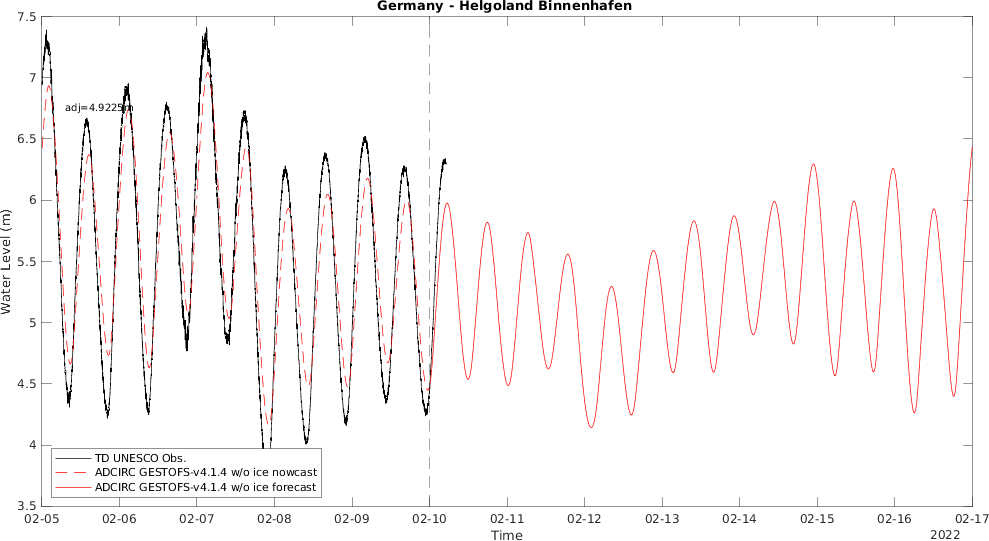 Germany - Helgoland Binnenhafen
7.5
7
6.5
6
5.5
5
4.5
4
3.5
Water Level (m)
adj=4.9225m
TD UNESCO Obs.
ADCIRC GESTOFS-v4.1.4 w/o ice nowcast
ADCIRC GESTOFS-v4.1.4 w/o ice forecast
02-05 02-06 02-07 02-08 02-09 02-10 02-11 02-12 02-13 02-14 02-15 02-16 02-17
Time
2022